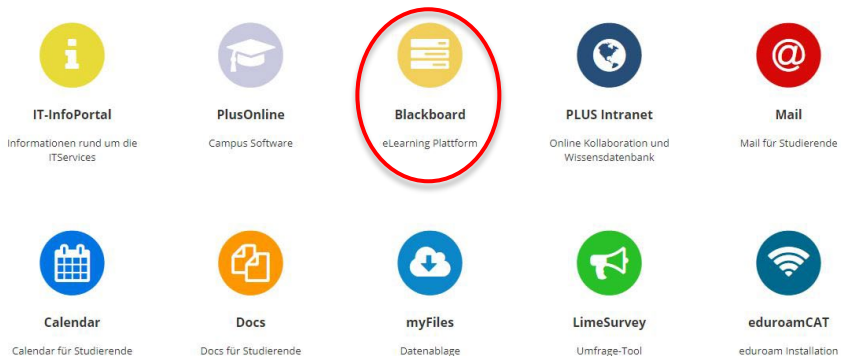 IT-InfoPortal
Informationen rund um die
ITServices
PlusOnline
Campus Software
Blackboard
eLearning Plattform
PLUS Intranet
Online Kollaboration und
Wissensdatenbank
@
Mail
Mail für Studierende
Calendar
Calendar für Studierende
Docs
Docs für Studierende
myFiles
Datenablage
LimeSurvey
Umfrage-Tool
eduroamCAT
eduroam Installation